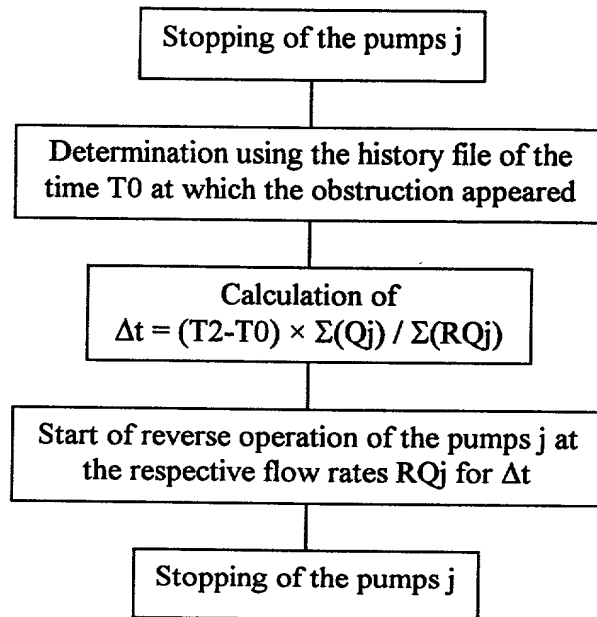 Stopping of the pumps j
Determination using the history file of the
time T0 at which the obstruction appeared
Calculation of
Δt = (T2-T0) × Σ(Qj) / Σ(RQj)
Start of reverse operation of the pumps j at
the respective flow rates RQj for Δt
Stopping of the pumps j